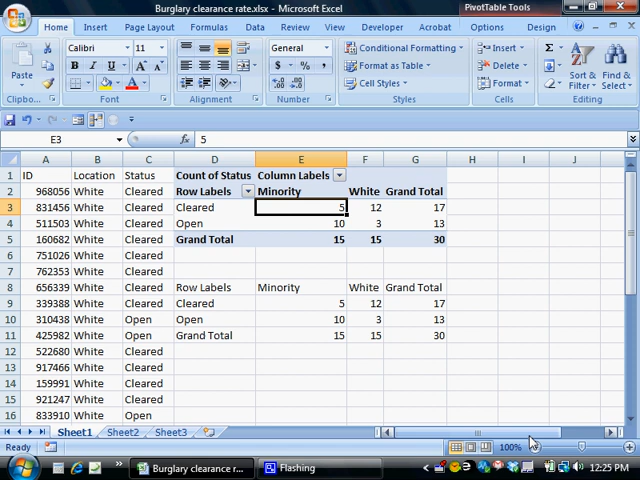 Burglary clearance rate.xlsx - Microsoft Excel PivotTable Tools
Home Insert Page Layout Formulas Data Review View Developer Acrobat Options Design
Paste Clipboard...
Calibri 11 B I U A A Font
Alignment
General $ % , Number
Conditional Formatting Format as Table Cell Styles Styles
Insert Delete Format Cells
Σ Sort & Filter Find & Select Editing
E3 fx 5
A B C D E F G H I J
1 ID Location Status Count of Status Column Labels
2 968056 White Cleared Row Labels Minority White Grand Total
3 831456 White Cleared Cleared 5 12 17
4 511503 White Cleared Open 10 3 13
5 160682 White Cleared Grand Total 15 15 30
6 751026 White Cleared
7 762353 White Cleared
8 656339 White Cleared Row Labels Minority White Grand Total
9 339388 White Cleared Cleared 5 12 17
10 310438 White Open Open 10 3 13
11 425982 White Open Grand Total 15 15 30
12 522680 White Cleared
13 917466 White Cleared
14 159991 White Cleared
15 921247 White Cleared
16 833910 White Open
Sheet1 Sheet2 Sheet3
Ready 100%
Start Burglary clearance r... Flashing 12:25 PM